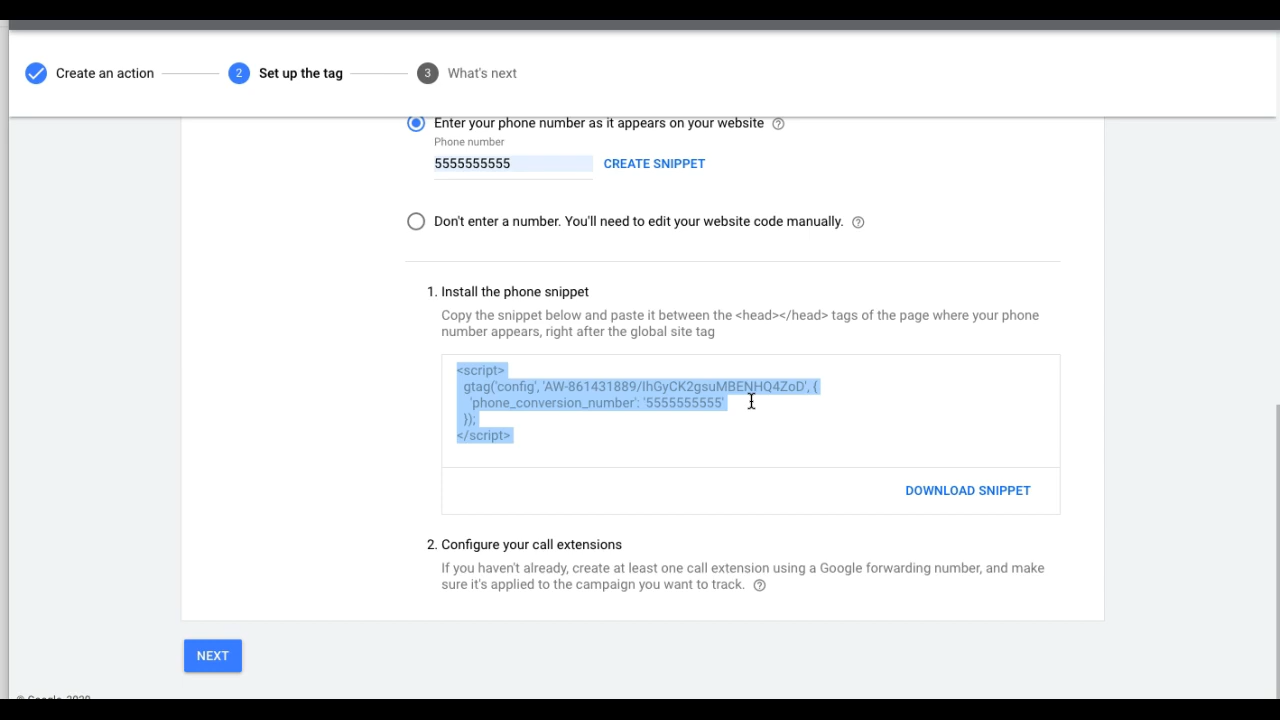 Create an action
2 Set up the tag
3 What's next
Enter your phone number as it appears on your website
Phone number
5555555555 CREATE SNIPPET
Don't enter a number. You'll need to edit your website code manually.
1. Install the phone snippet
Copy the snippet below and paste it between the <head></head> tags of the page where your phone
number appears, right after the global site tag
<script>
gtag('config', 'AW-861431889/IhGyCK2gsuMBENHQ4ZoD', {
'phone_conversion_number': '5555555555'
});
</script>
DOWNLOAD SNIPPET
2. Configure your call extensions
If you haven't already, create at least one call extension using a Google forwarding number, and make
sure it's applied to the campaign you want to track.
NEXT
© Google, 2020